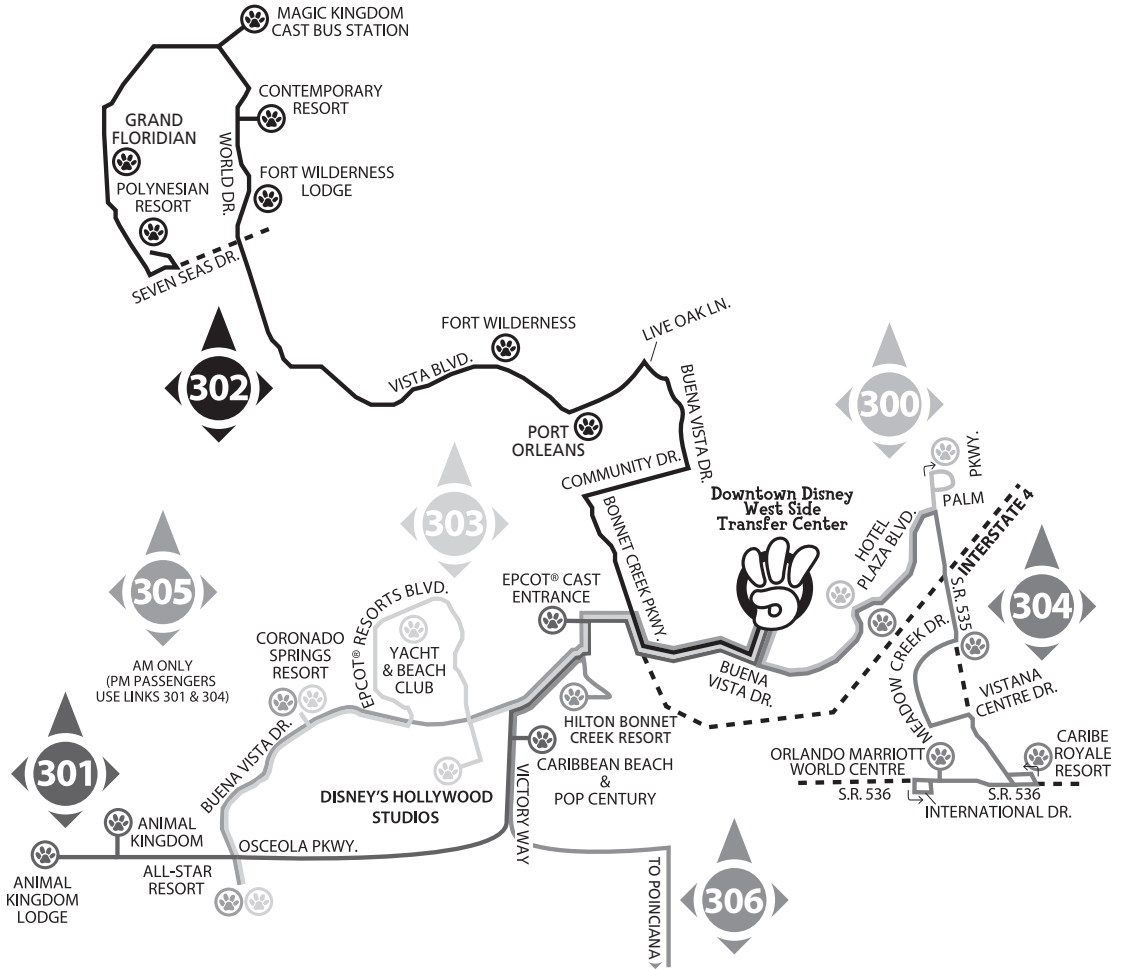 MAGIC KINGDOM
CAST BUS STATION
CONTEMPORARY
RESORT
GRAND
FLORIDIAN
WORLD DR.
FORT WILDERNESS
LODGE
POLYNESIAN
RESORT
SEVEN SEAS DR.
302
FORT WILDERNESS
VISTA BLVD.
LIVE OAK LN.
BUENA VISTA DR.
PORT
ORLEANS
COMMUNITY DR.
BONNET CREEK PKWY.
300
PKWY.
PALM
303
Downtown Disney
West Side
Transfer Center
HOTEL
PLAZA BLVD.
INTERSTATE 4
S.R. 535
304
305
AM ONLY
(PM PASSENGERS
USE LINKS 301 & 304)
EPCOT® CAST
ENTRANCE
EPCOT® RESORTS BLVD.
CORONADO
SPRINGS
RESORT
YACHT
& BEACH
CLUB
BUENA
VISTA DR.
MEADOW CREEK DR.
VISTANA
CENTRE DR.
HILTON BONNET
CREEK RESORT
301
BUENA VISTA DR.
DISNEY'S HOLLYWOOD
STUDIOS
CARIBBEAN BEACH
&
POP CENTURY
ORLANDO MARRIOTT
WORLD CENTRE
CARIBE
ROYALE
RESORT
S.R. 536
S.R. 536
INTERNATIONAL DR.
ANIMAL
KINGDOM
OSCEOLA PKWY.
VICTORY WAY
ALL-STAR
RESORT
ANIMAL
KINGDOM
LODGE
TO POINCIANA
306